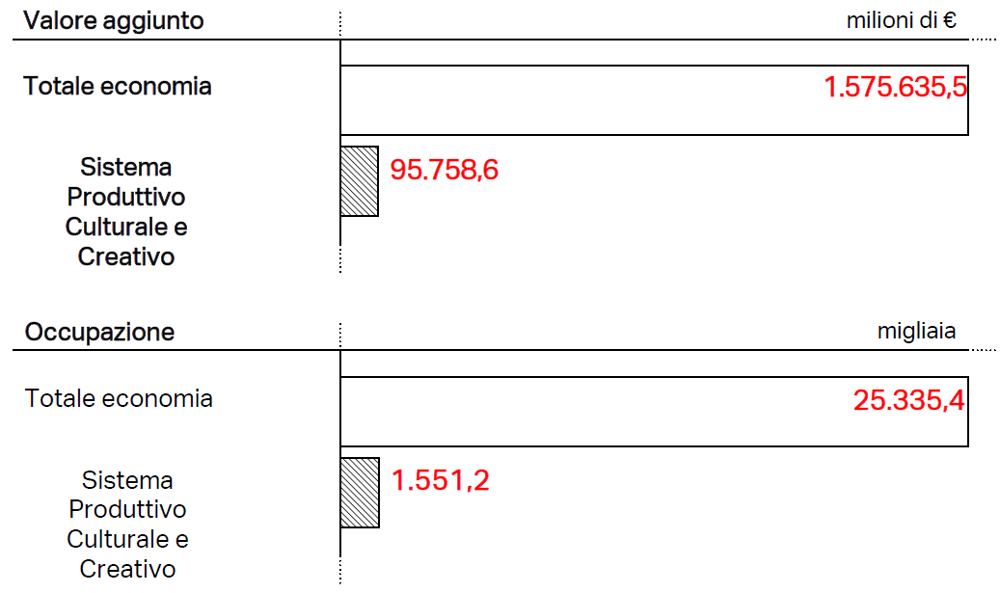 Valore aggiunto
milioni di €
Totale economia
1.575.635,5
Sistema
Produttivo
Culturale e
Creativo
95.758,6
Occupazione
migliaia
Totale economia
25.335,4
Sistema
Produttivo
Culturale e
Creativo
1.551,2